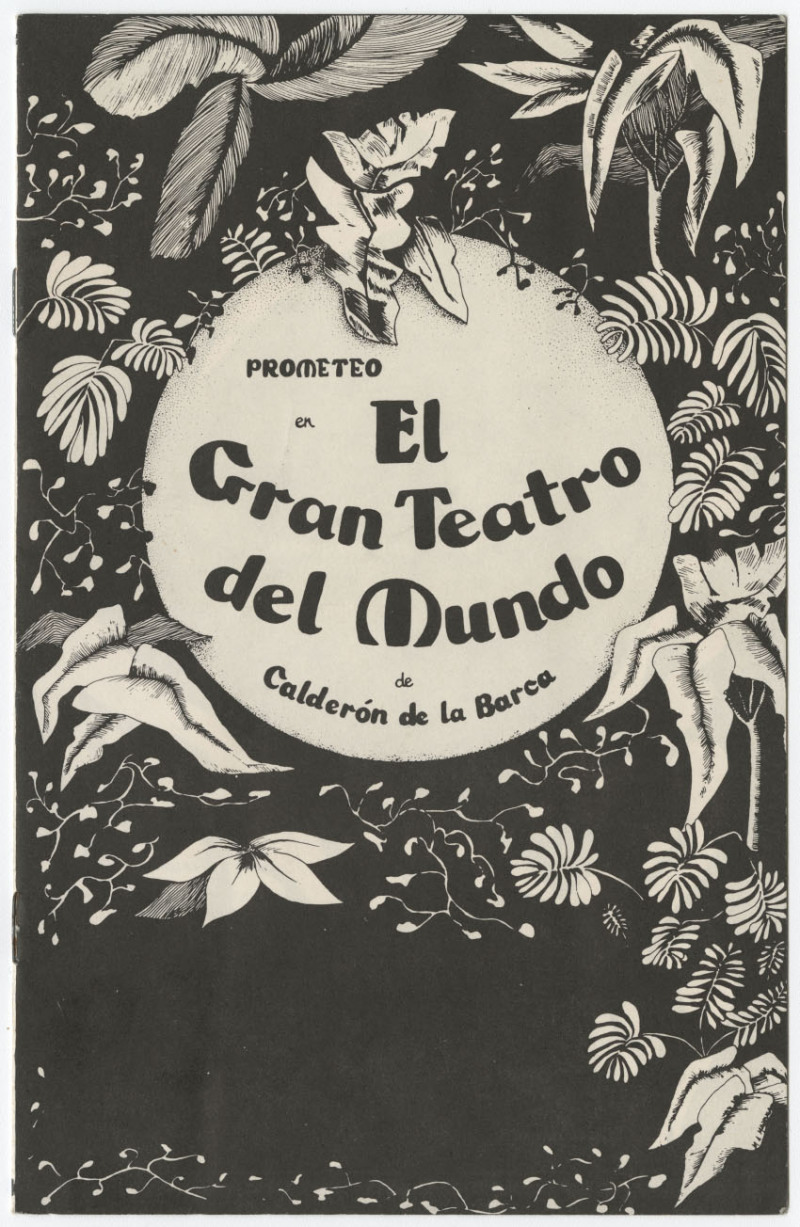 PROMETEO
en El
Gran Teatro
del Mundo
de
Calderón de la Barca